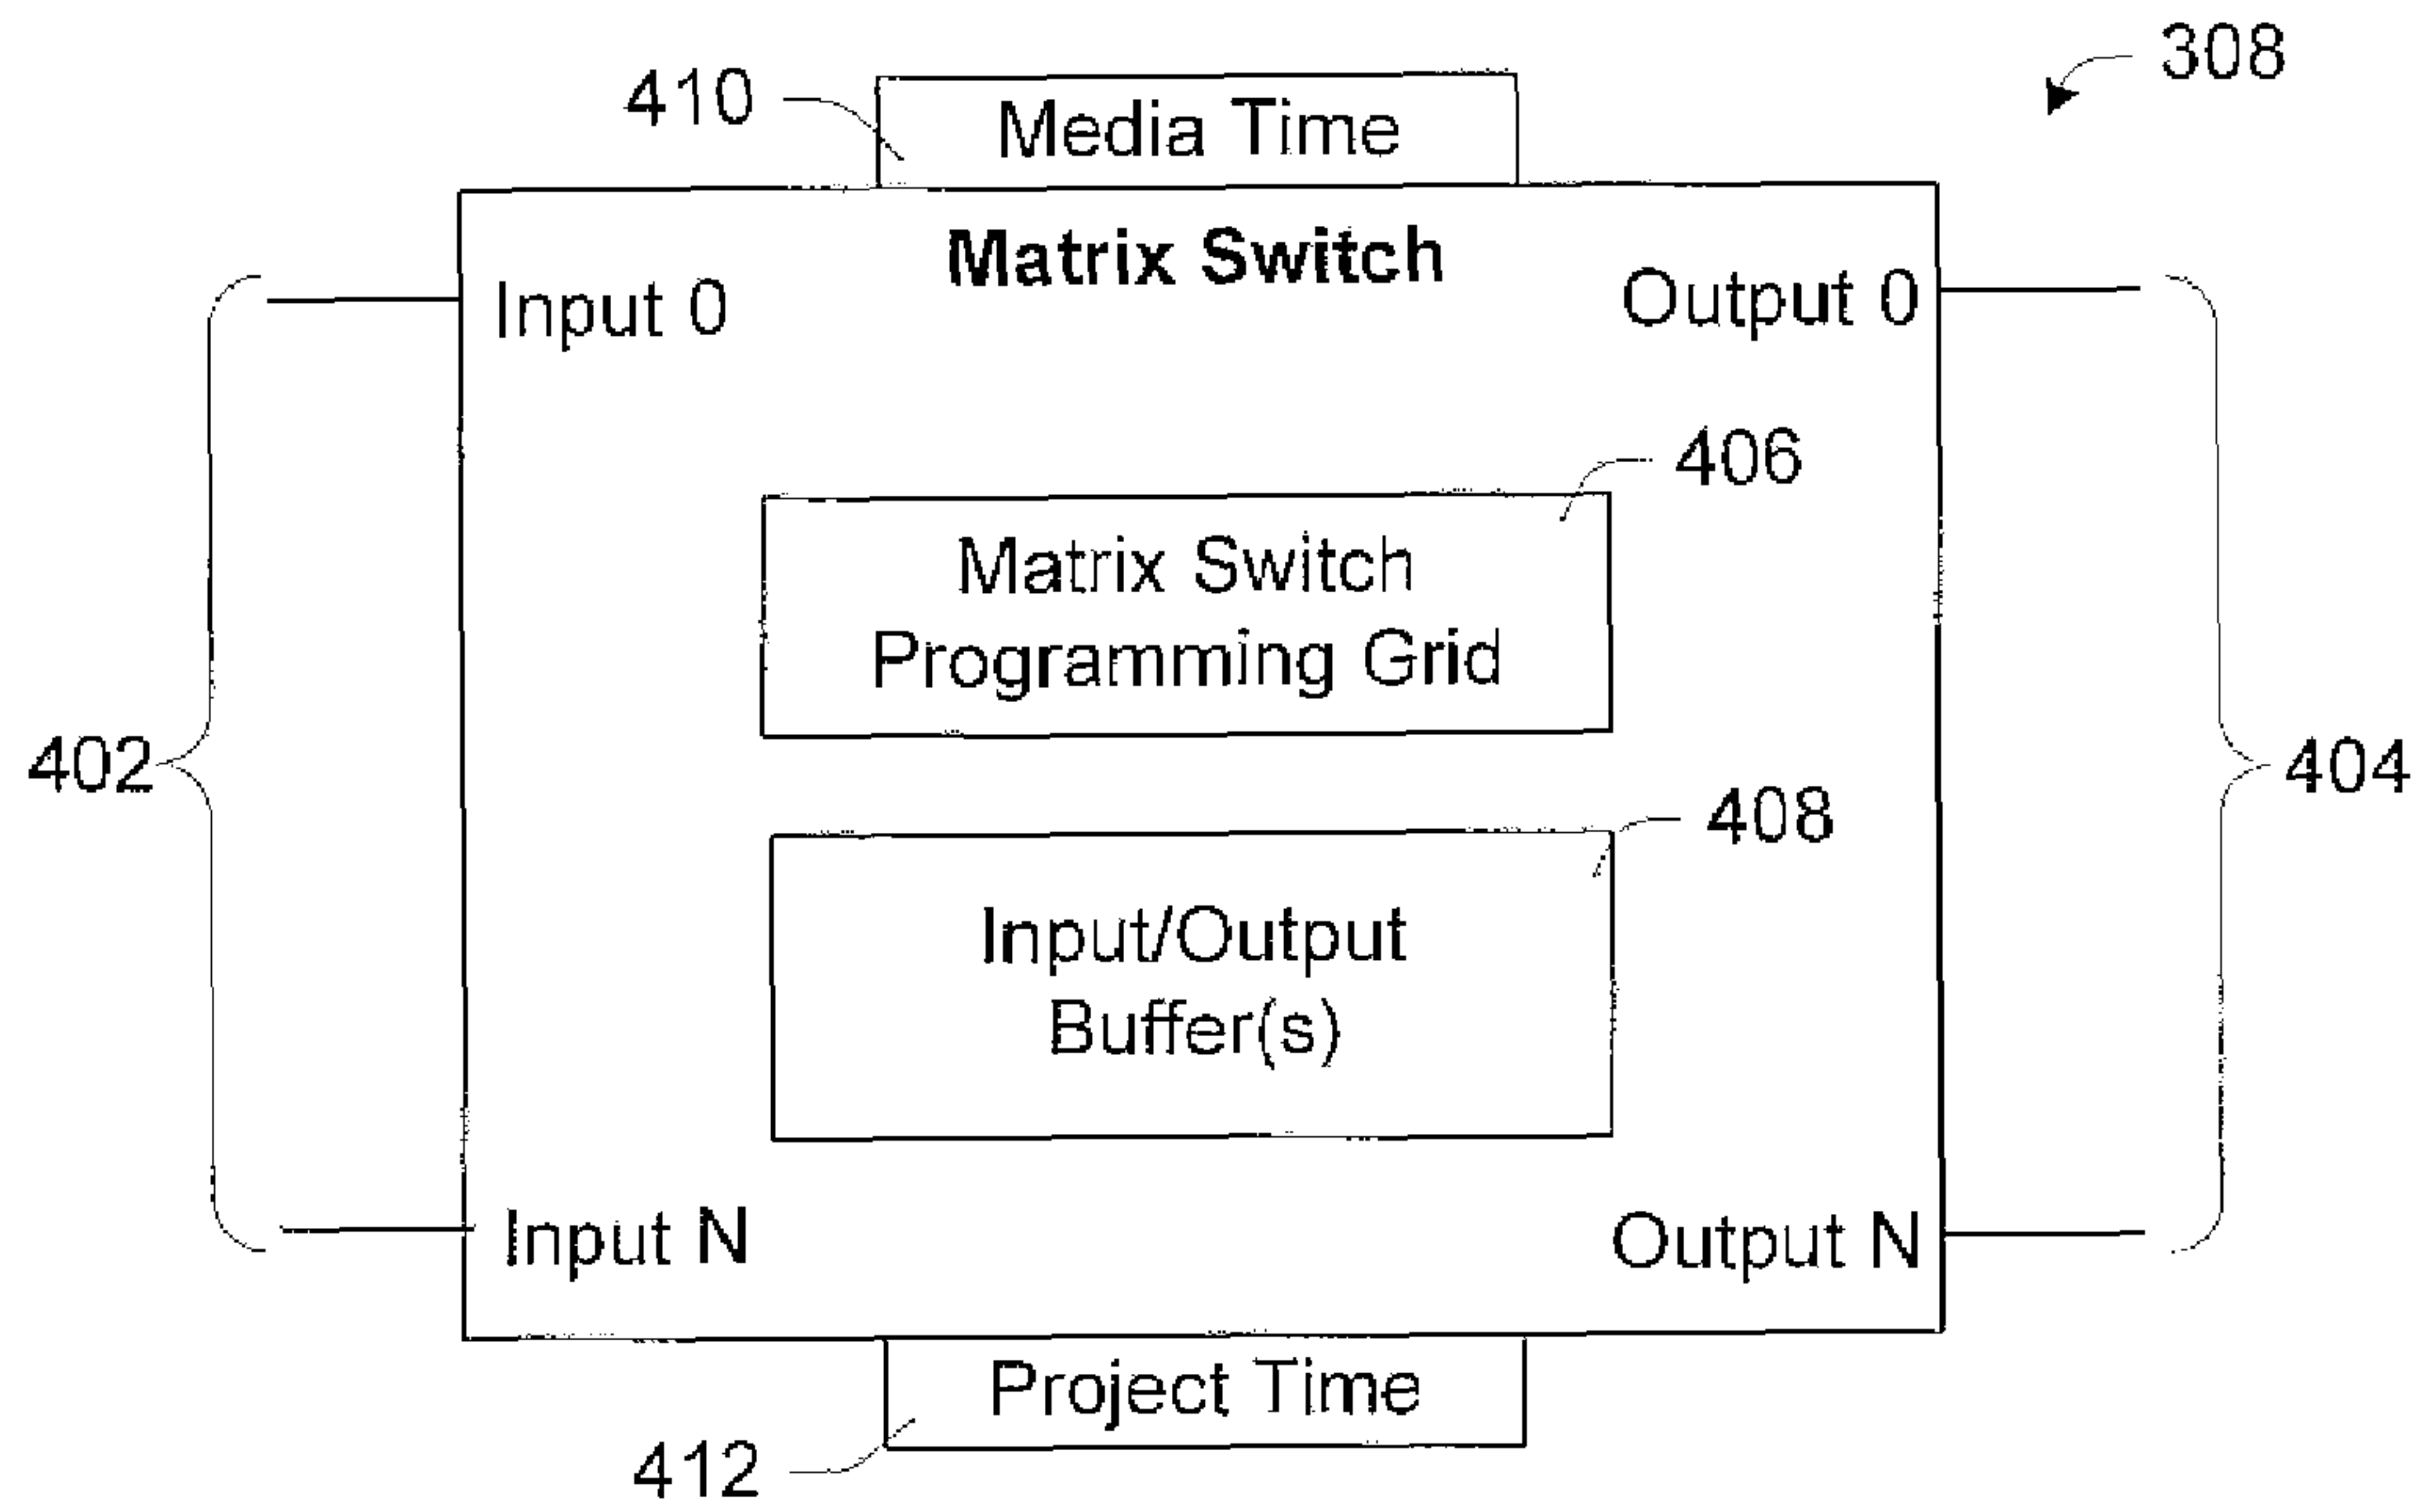 308
410
Media Time
Matrix Switch
Input 0
Output 0
406
Matrix Switch
Programming Grid
402
404
408
Input/Output
Buffer(s)
Input N
Output N
Project Time
412